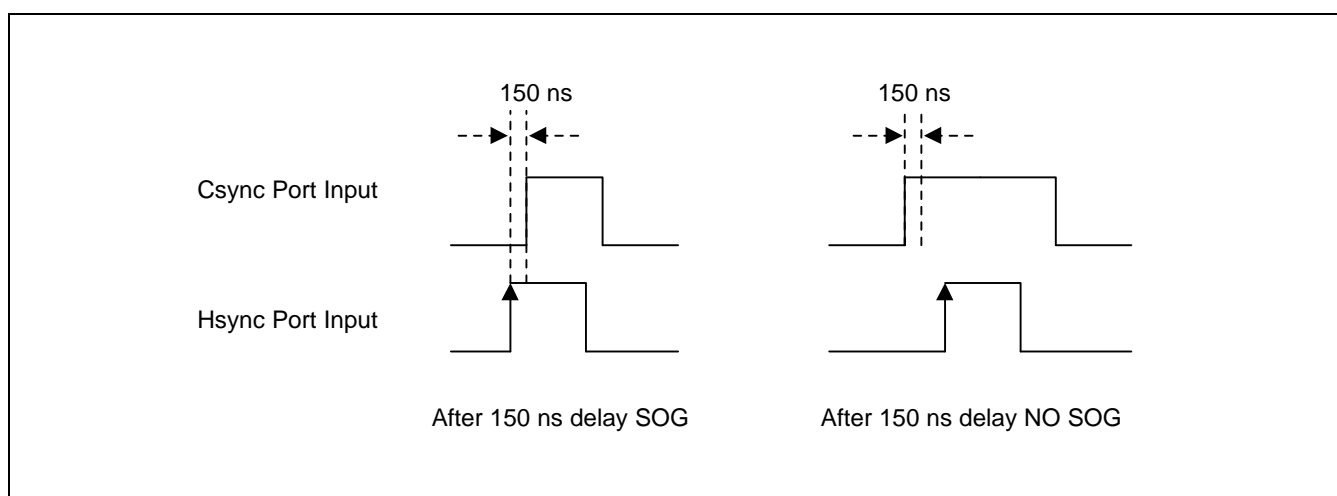 150 ns
150 ns
Csync Port Input
Hsync Port Input
After 150 ns delay SOG
After 150 ns delay NO SOG